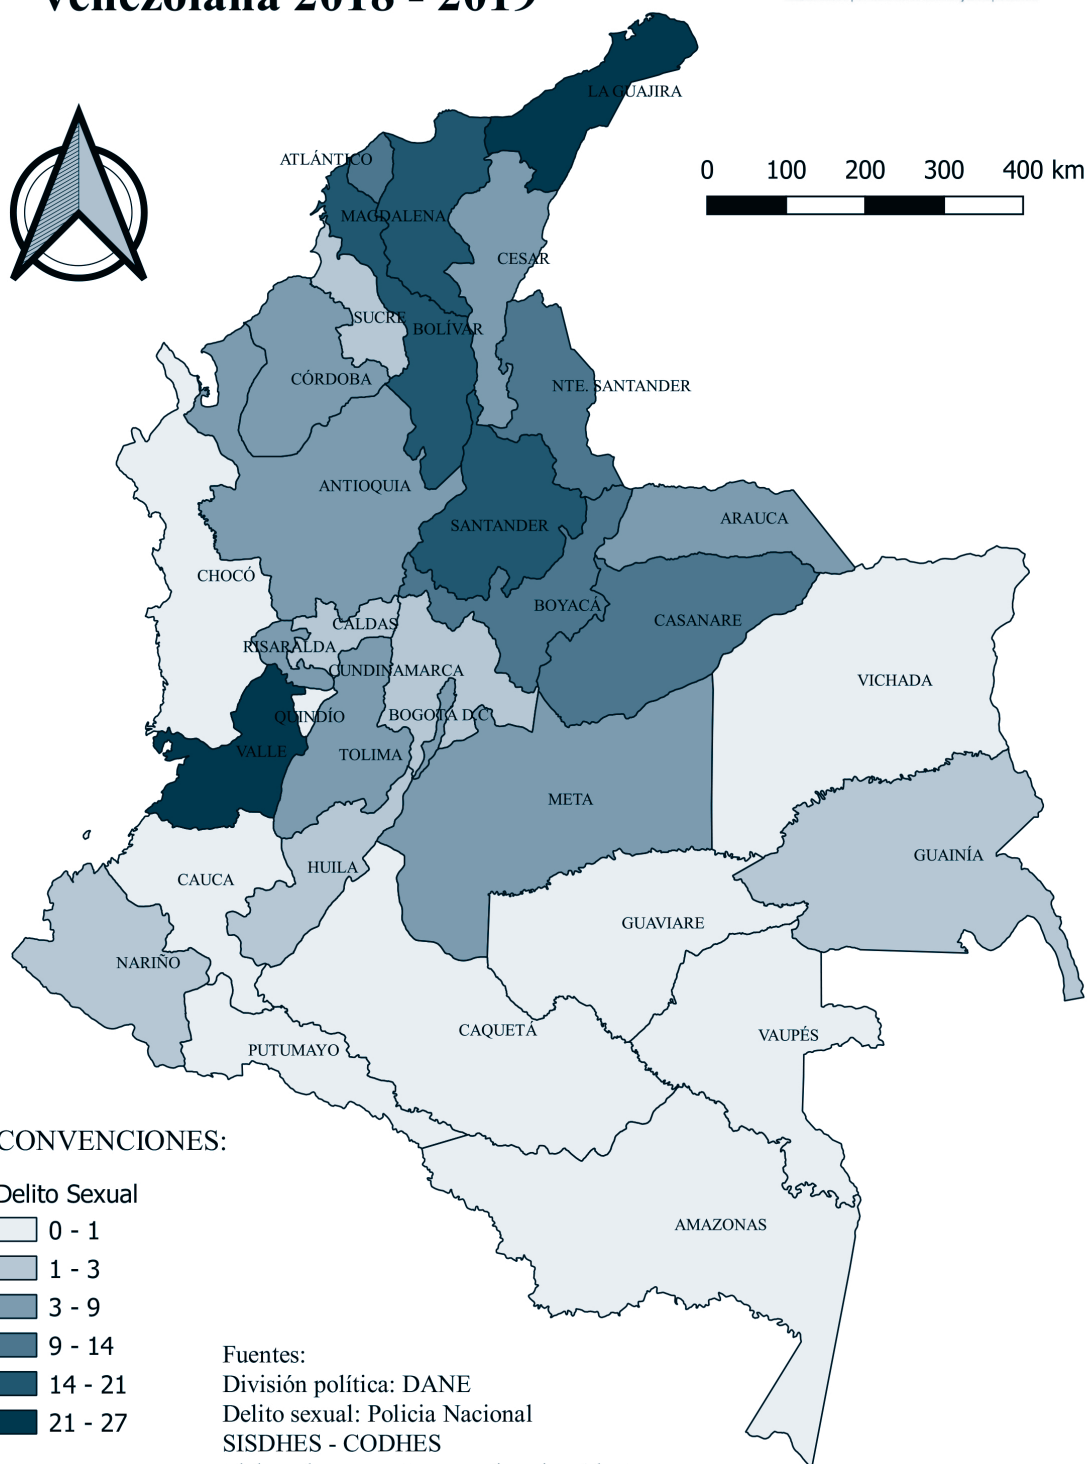 Venezolana 2018 - 2019
LA GUAJIRA
ATLÁNTICO
0 100 200 300 400 km
MAGDALENA
CESAR
SUCRE
BOLÍVAR
CÓRDOBA
NTE. SANTANDER
ANTIOQUIA
ARAUCA
SANTANDER
CHOCÓ
BOYACÁ
CALDAS
CASANARE
RISARALDA
CUNDINAMARCA
VICHADA
QUINDÍO
BOGOTA D.C
VALLE
TOLIMA
META
GUAINÍA
HUILA
CAUCA
GUAVIARE
NARIÑO
CAQUETÁ
VAUPÉS
PUTUMAYO
AMAZONAS
CONVENCIONES:
Delito Sexual
0 - 1
1 - 3
3 - 9
9 - 14
14 - 21
21 - 27
Fuentes:
División política: DANE
Delito sexual: Policia Nacional
SISDHES - CODHES